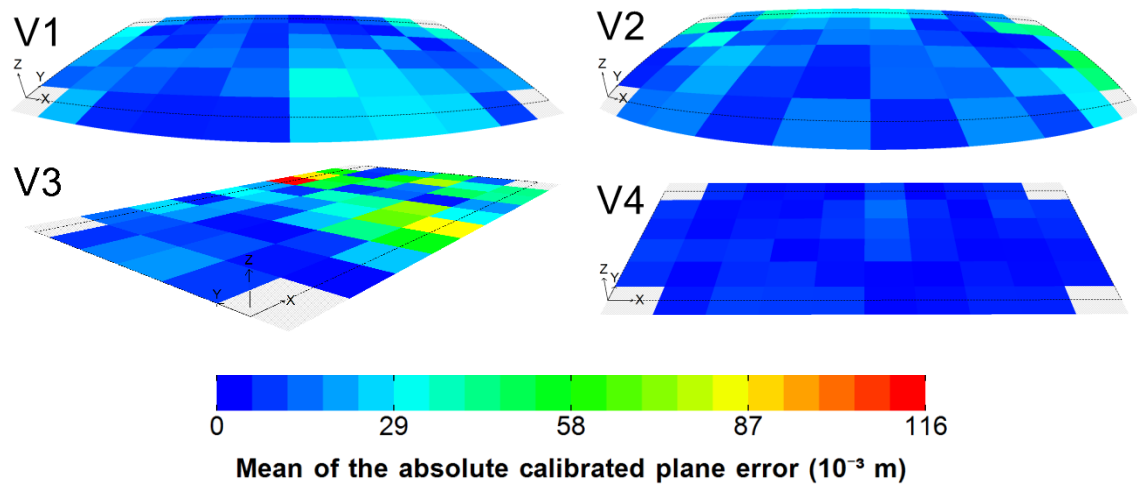 V1
Z
Y
X
V2
Z
Y
X
V3
Z
Y
X
V4
Z
Y
X
0 29 58 87 116
Mean of the absolute calibrated plane error (10⁻³ m)